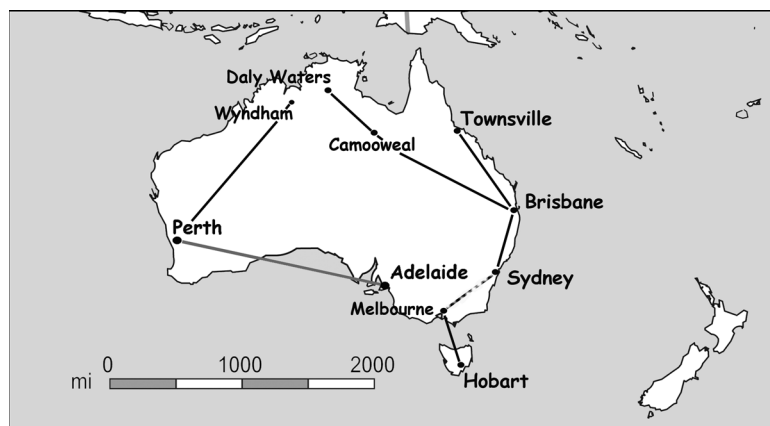 Daly Waters
Wyndham
Townsville
Camooweal
Brisbane
Perth
Adelaide
Sydney
Melbourne
0 1000 2000
mi
Hobart